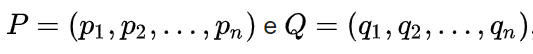 P = (p₁, p₂, . . . , pₙ) e Q = (q₁, q₂, . . . , qₙ).